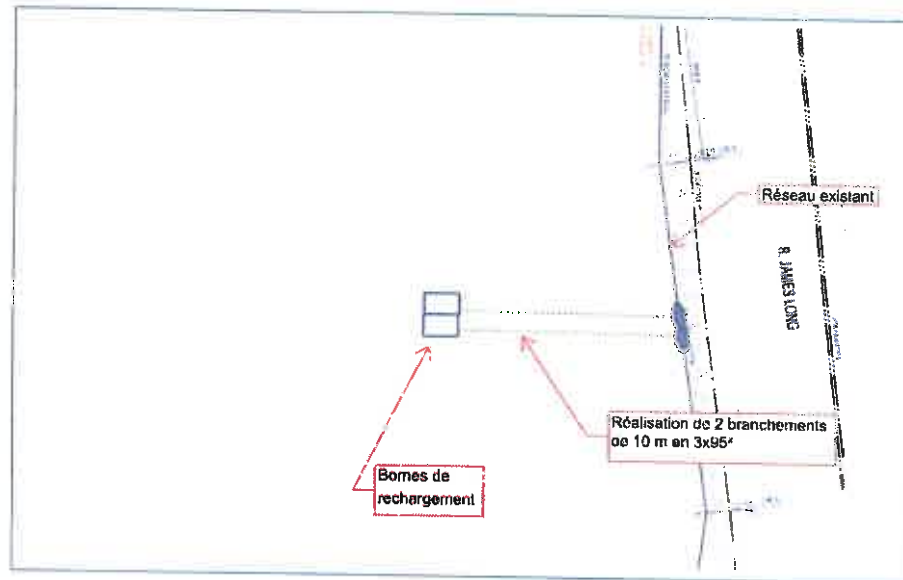 Réseau existant
R. JAMES LONG
Réalisation de 2 branchements
de 10 m en 3x95²
Bornes de
rechargement